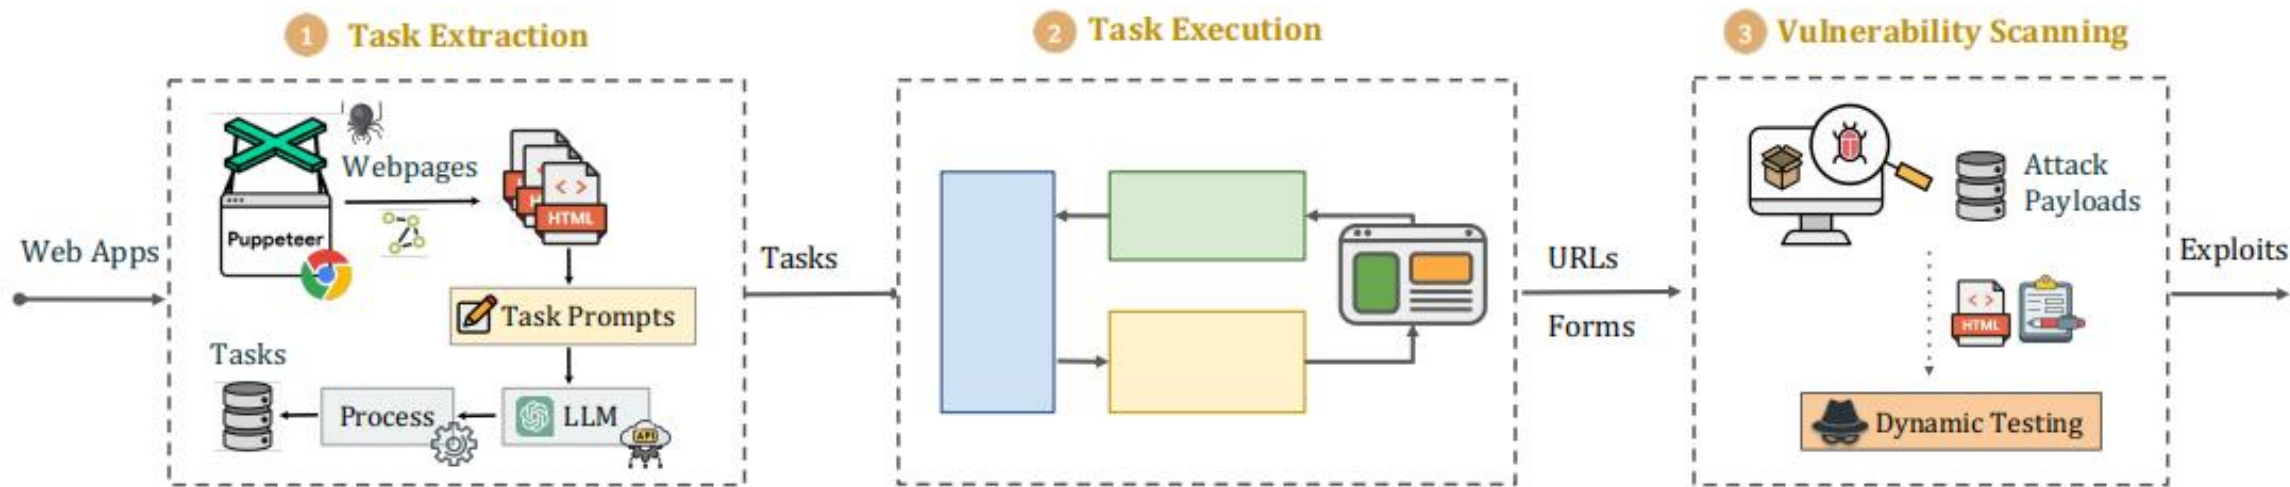 1 Task Extraction
Web Apps
Puppeteer
Webpages
HTML
Task Prompts
LLM
API
Process
Tasks
Tasks
2 Task Execution
URLs
Forms
3 Vulnerability Scanning
Attack
Payloads
HTML
Dynamic Testing
Exploits